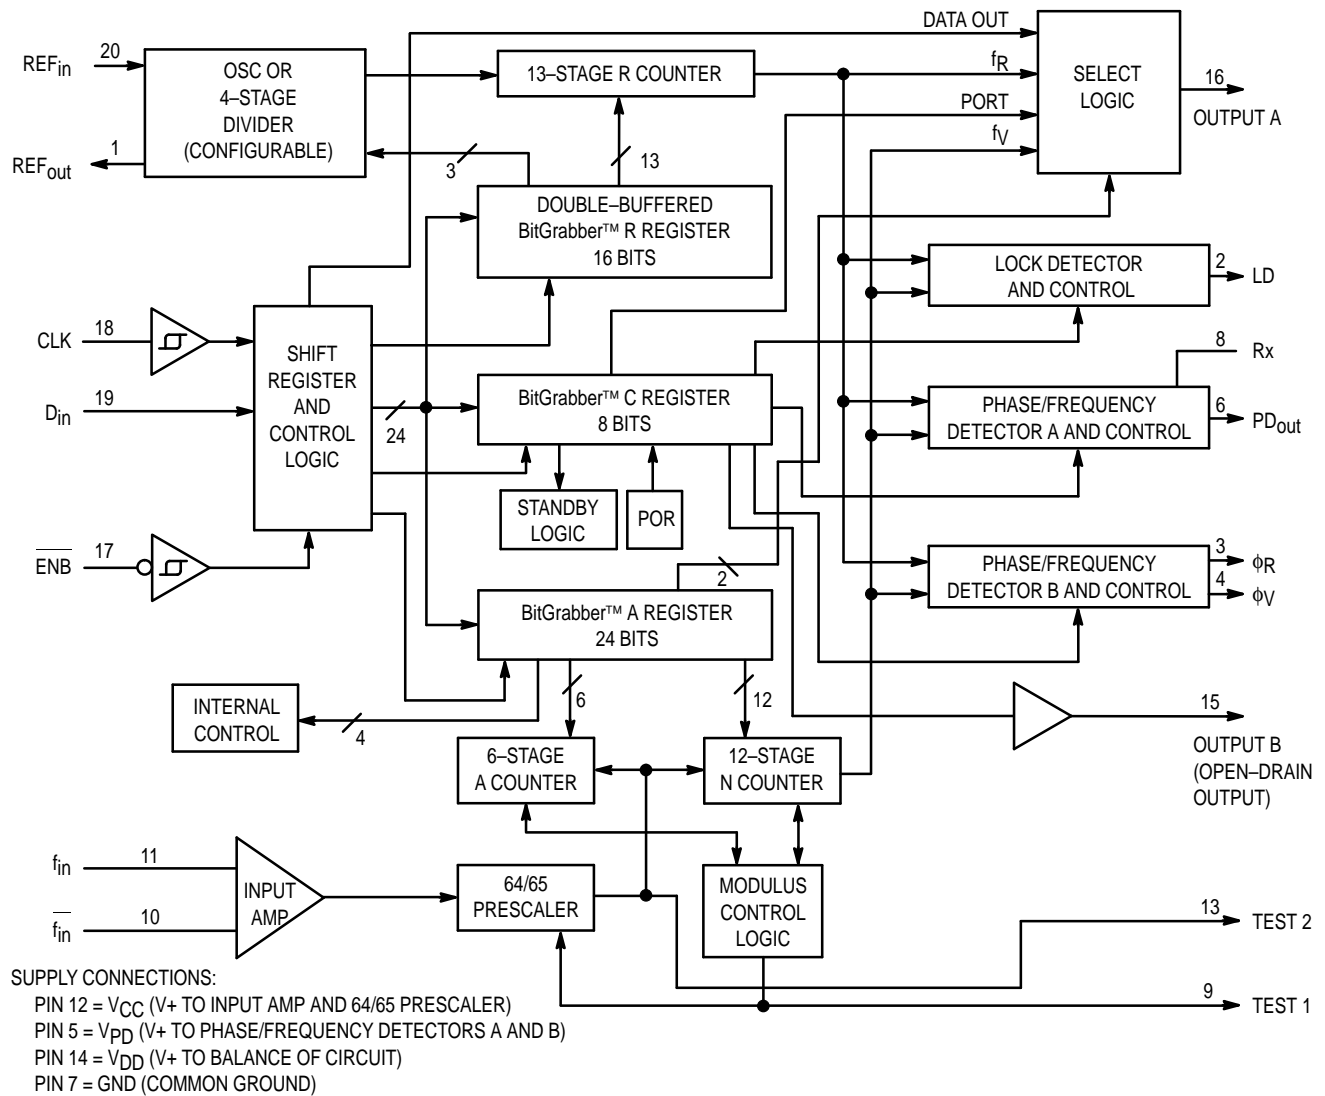 DATA OUT
REFin
20
OSC OR
4–STAGE
DIVIDER
(CONFIGURABLE)
13–STAGE R COUNTER
fR
SELECT
LOGIC
16
OUTPUT A
PORT
fV
REFout
1
3
13
DOUBLE–BUFFERED
BitGrabber™ R REGISTER
16 BITS
LOCK DETECTOR
AND CONTROL
2
LD
CLK
18
SHIFT
REGISTER
AND
CONTROL
LOGIC
8
Rx
Din
19
24
BitGrabber™ C REGISTER
8 BITS
PHASE/FREQUENCY
DETECTOR A AND CONTROL
6
PDout
STANDBY
LOGIC
POR
ENB
17
2
PHASE/FREQUENCY
DETECTOR B AND CONTROL
3
ϕR
4
ϕV
BitGrabber™ A REGISTER
24 BITS
INTERNAL
CONTROL
4
6
12
15
OUTPUT B
(OPEN–DRAIN
OUTPUT)
6–STAGE
A COUNTER
12–STAGE
N COUNTER
fin
11
INPUT
AMP
64/65
PRESCALER
MODULUS
CONTROL
LOGIC
fin
10
13
TEST 2
9
TEST 1
SUPPLY CONNECTIONS:
PIN 12 = VCC (V+ TO INPUT AMP AND 64/65 PRESCALER)
PIN 5 = VPD (V+ TO PHASE/FREQUENCY DETECTORS A AND B)
PIN 14 = VDD (V+ TO BALANCE OF CIRCUIT)
PIN 7 = GND (COMMON GROUND)